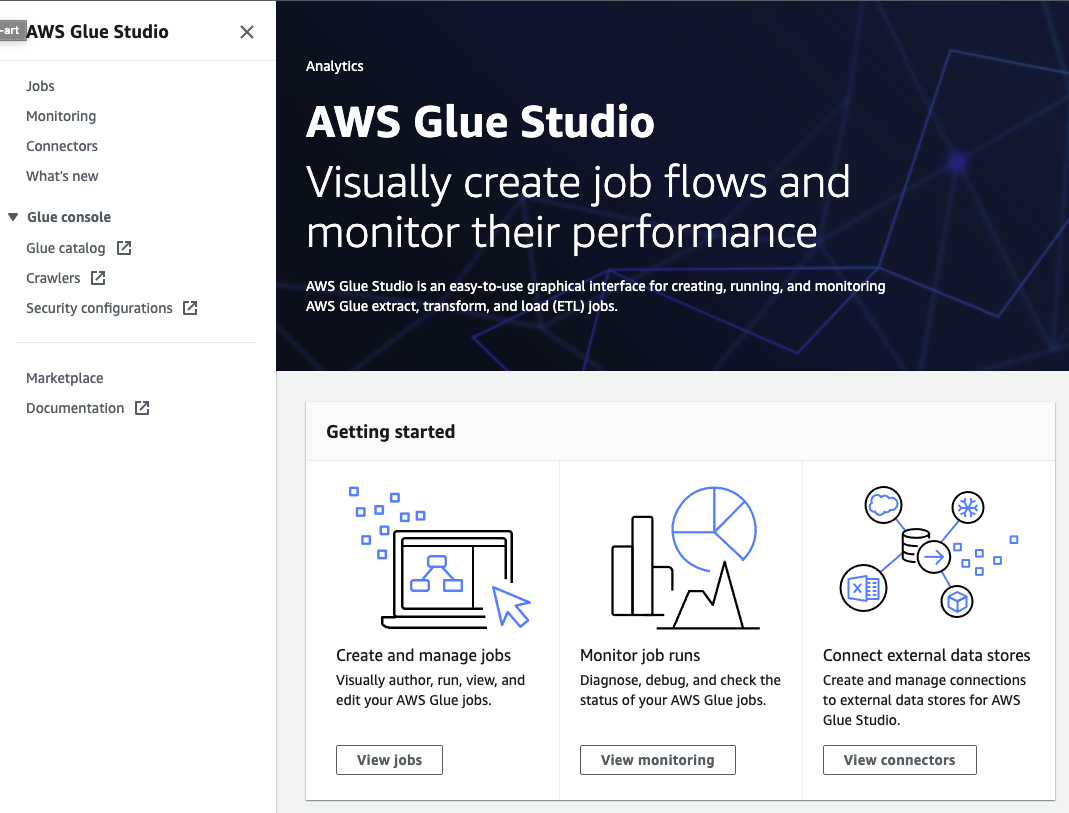 -art
AWS Glue Studio
Jobs
Monitoring
Connectors
What's new
Glue console
Glue catalog
Crawlers
Security configurations
Marketplace
Documentation
Analytics
AWS Glue Studio
Visually create job flows and
monitor their performance
AWS Glue Studio is an easy-to-use graphical interface for creating, running, and monitoring
AWS Glue extract, transform, and load (ETL) jobs.
Getting started
Create and manage jobs
Visually author, run, view, and
edit your AWS Glue jobs.
View jobs
Monitor job runs
Diagnose, debug, and check the
status of your AWS Glue jobs.
View monitoring
Connect external data stores
Create and manage connections
to external data stores for AWS
Glue Studio.
View connectors